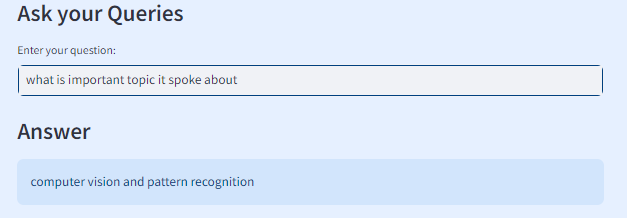 Ask your Queries
Enter your question:
what is important topic it spoke about
Answer
computer vision and pattern recognition